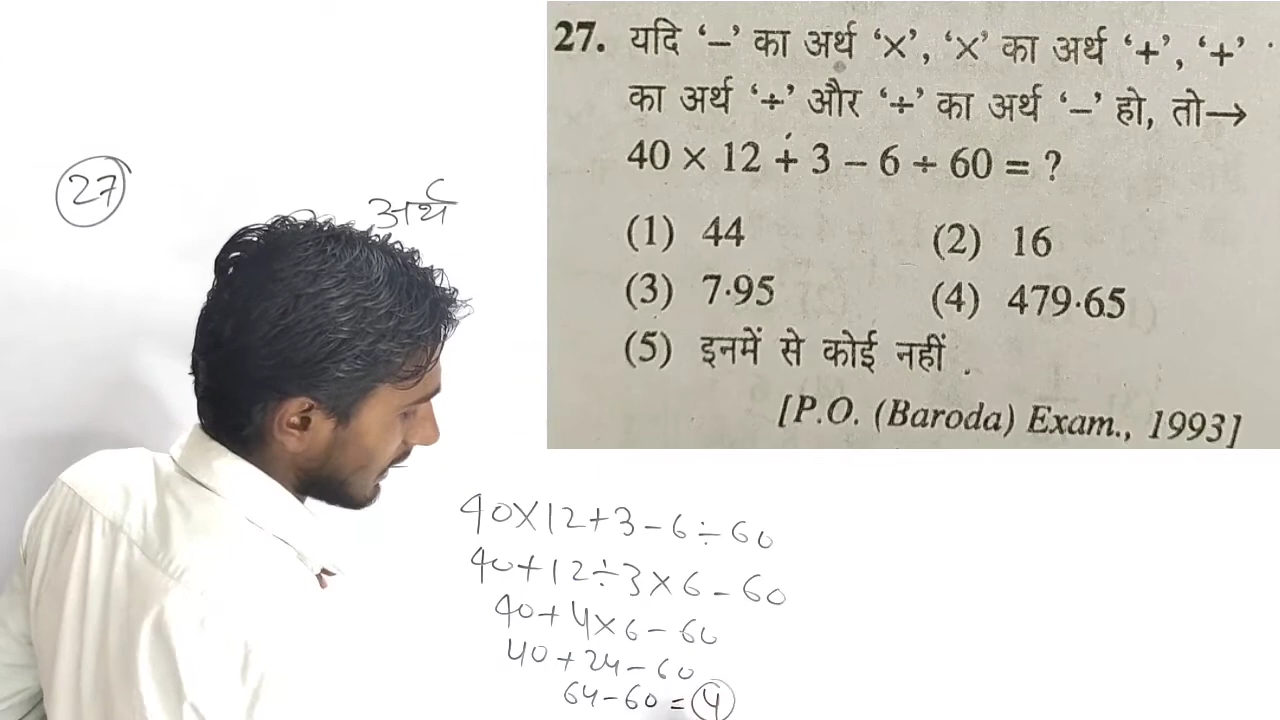 27. यदि ‘–’ का अर्थ ‘×’, ‘×’ का अर्थ ‘+’, ‘+’
का अर्थ ‘÷’ और ‘÷’ का अर्थ ‘–’ हो, तो→
40 × 12 + 3 – 6 ÷ 60 = ?
(1) 44 (2) 16
(3) 7·95 (4) 479·65
(5) इनमें से कोई नहीं .
[P.O. (Baroda) Exam., 1993]
27
अर्थ
40×12+3-6÷60
40+12÷3×6-60
40+4×6-60
40+24-60
64-60=4